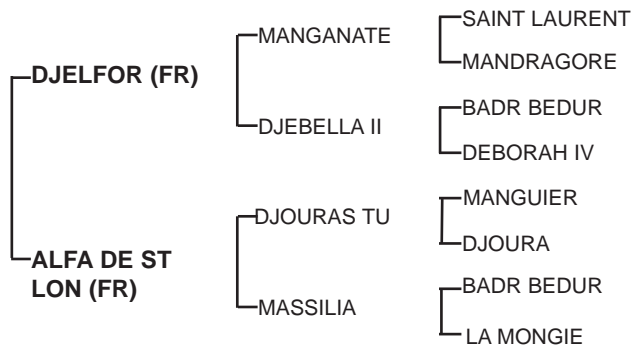 SAINT LAURENT
MANGANATE
MANDRAGORE
DJELFOR (FR)
BADR BEDUR
DJEBELLA II
DEBORAH IV
MANGUIER
DJOURAS TU
DJOURA
ALFA DE ST
LON (FR)
BADR BEDUR
MASSILIA
LA MONGIE